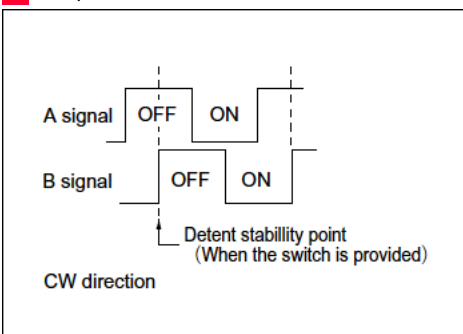 A signal OFF ON
B signal OFF ON
Detent stabillity point
(When the switch is provided)
CW direction